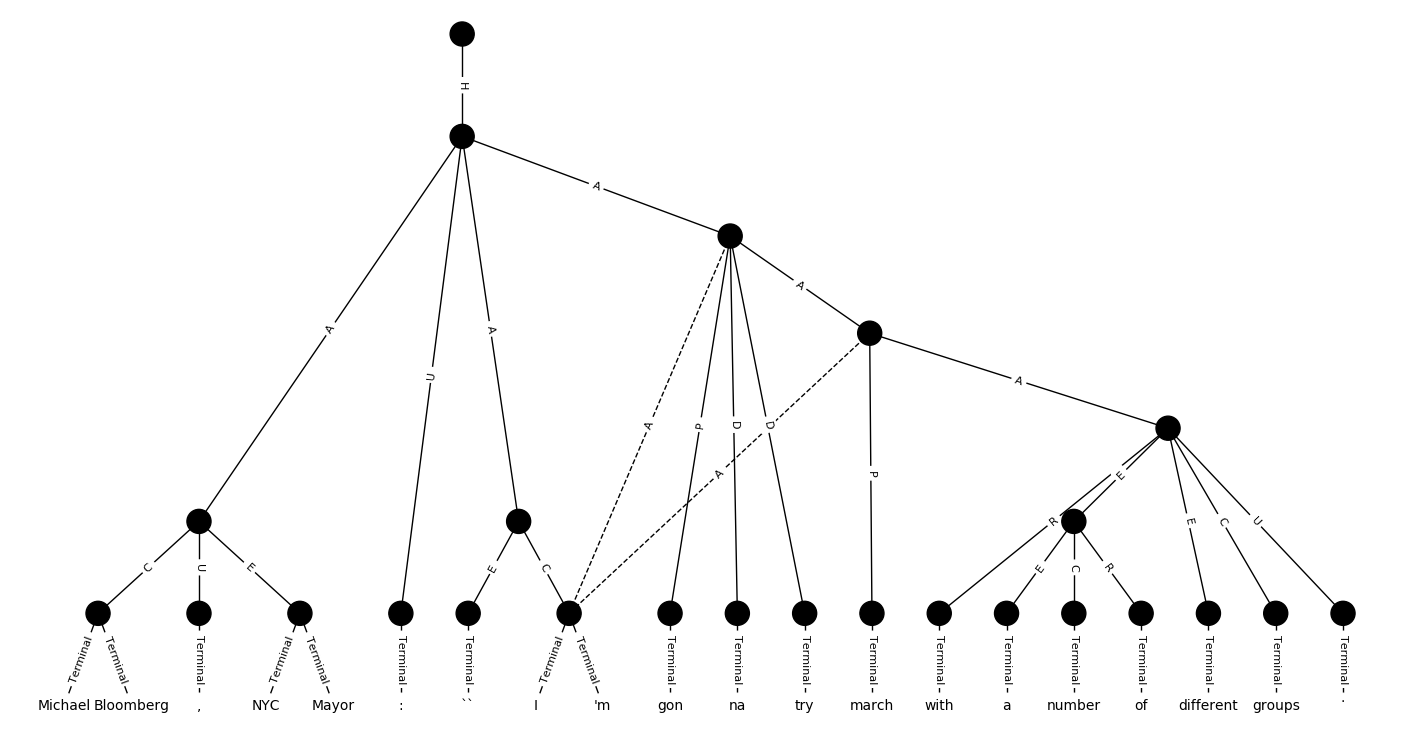 H
A
A
A
A
U
A
A
P
D
D
A
P
E
R
E
C
U
C
U
E
E
C
E
C
R
Terminal Terminal Terminal Terminal Terminal Terminal Terminal Terminal Terminal Terminal Terminal Terminal Terminal Terminal Terminal Terminal Terminal Terminal Terminal Terminal
Michael Bloomberg , NYC Mayor : `` I 'm gon na try march with a number of different groups .